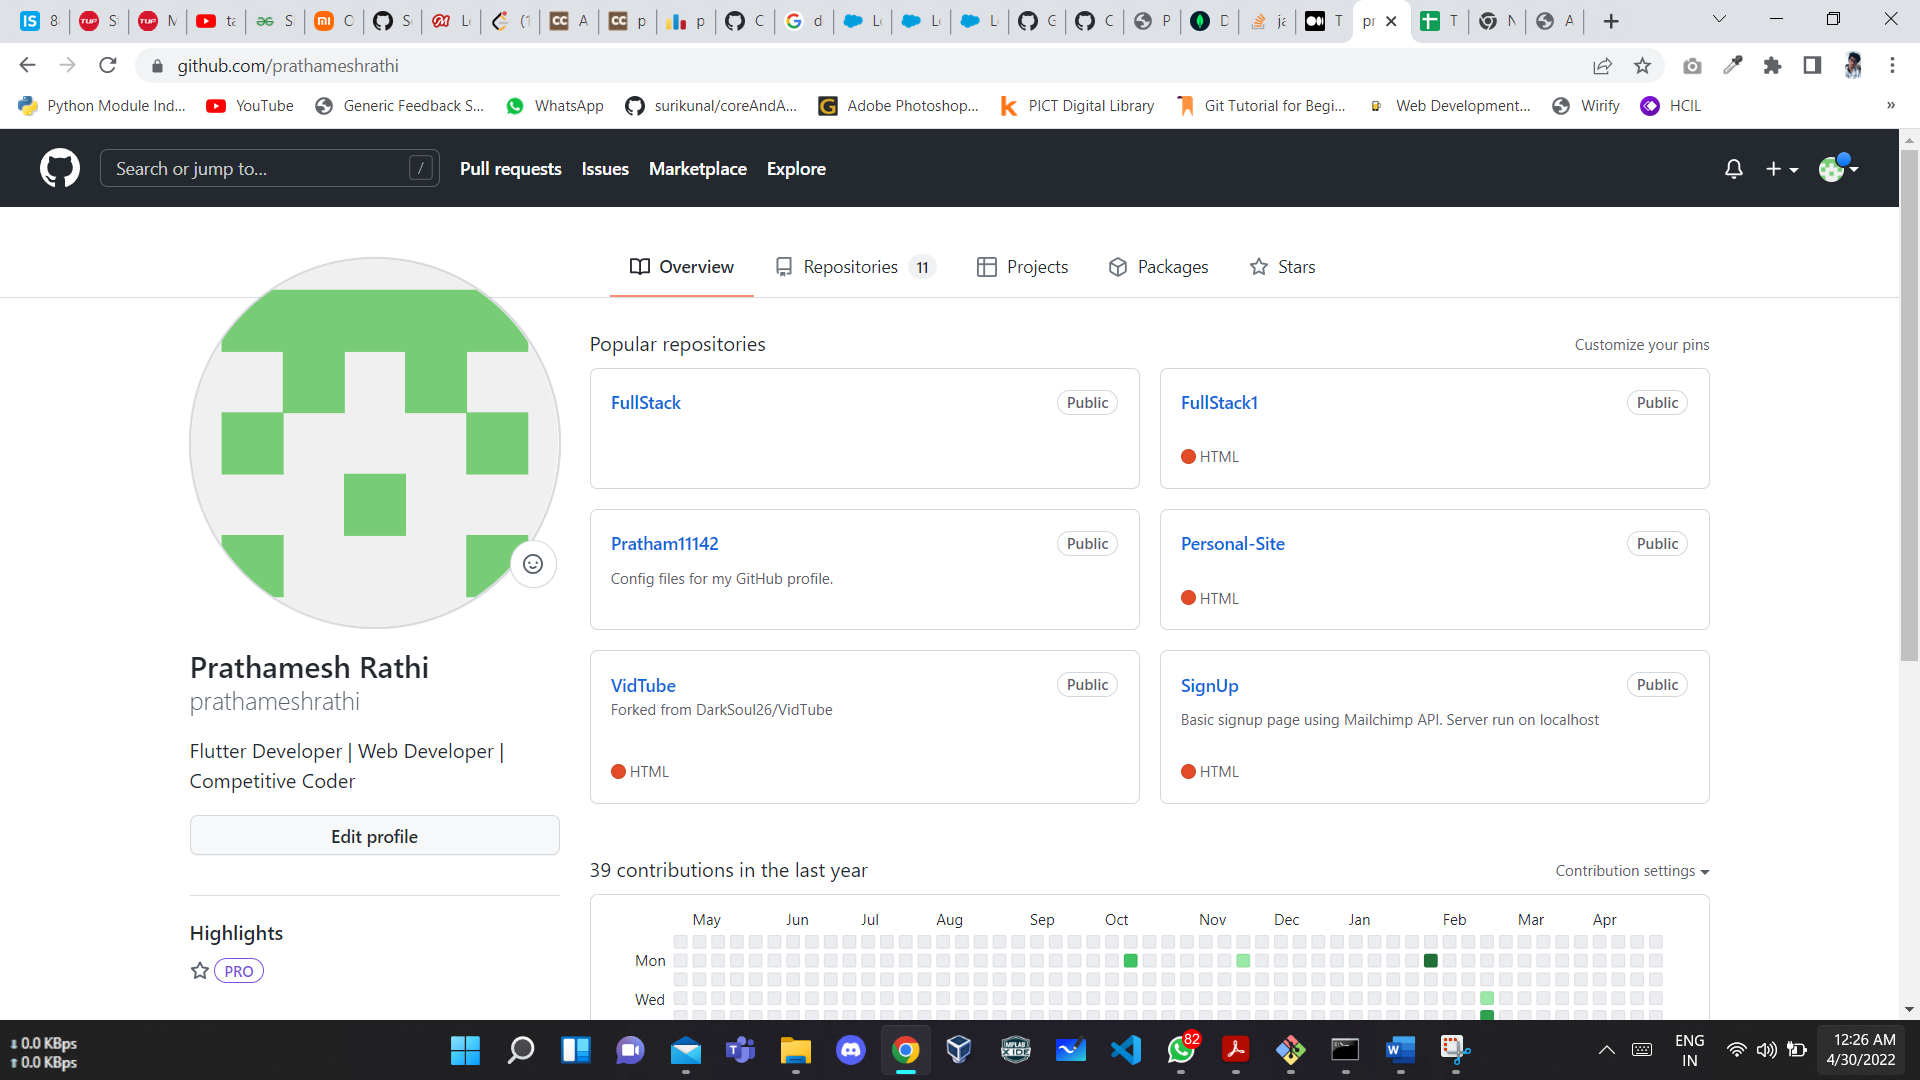 github.com/prathameshrathi
Python Module Ind...
YouTube
Generic Feedback S...
WhatsApp
surikunal/coreAndA...
Adobe Photoshop...
PICT Digital Library
Git Tutorial for Begi...
Web Development...
Wirify
HCIL
»
Search or jump to...
/
Pull requests
Issues
Marketplace
Explore
Overview
Repositories 11
Projects
Packages
Stars
Popular repositories
Customize your pins
FullStack
Public
FullStack1
Public
HTML
Pratham11142
Public
Config files for my GitHub profile.
Personal-Site
Public
HTML
VidTube
Public
Forked from DarkSoul26/VidTube
HTML
SignUp
Public
Basic signup page using Mailchimp API. Server run on localhost
HTML
Prathamesh Rathi
prathameshrathi
Flutter Developer | Web Developer |
Competitive Coder
Edit profile
Highlights
PRO
39 contributions in the last year
Contribution settings
May Jun Jul Aug Sep Oct Nov Dec Jan Feb Mar Apr
Mon
Wed
0.0 KBps
0.0 KBps
82
ENG
IN
12:26 AM
4/30/2022